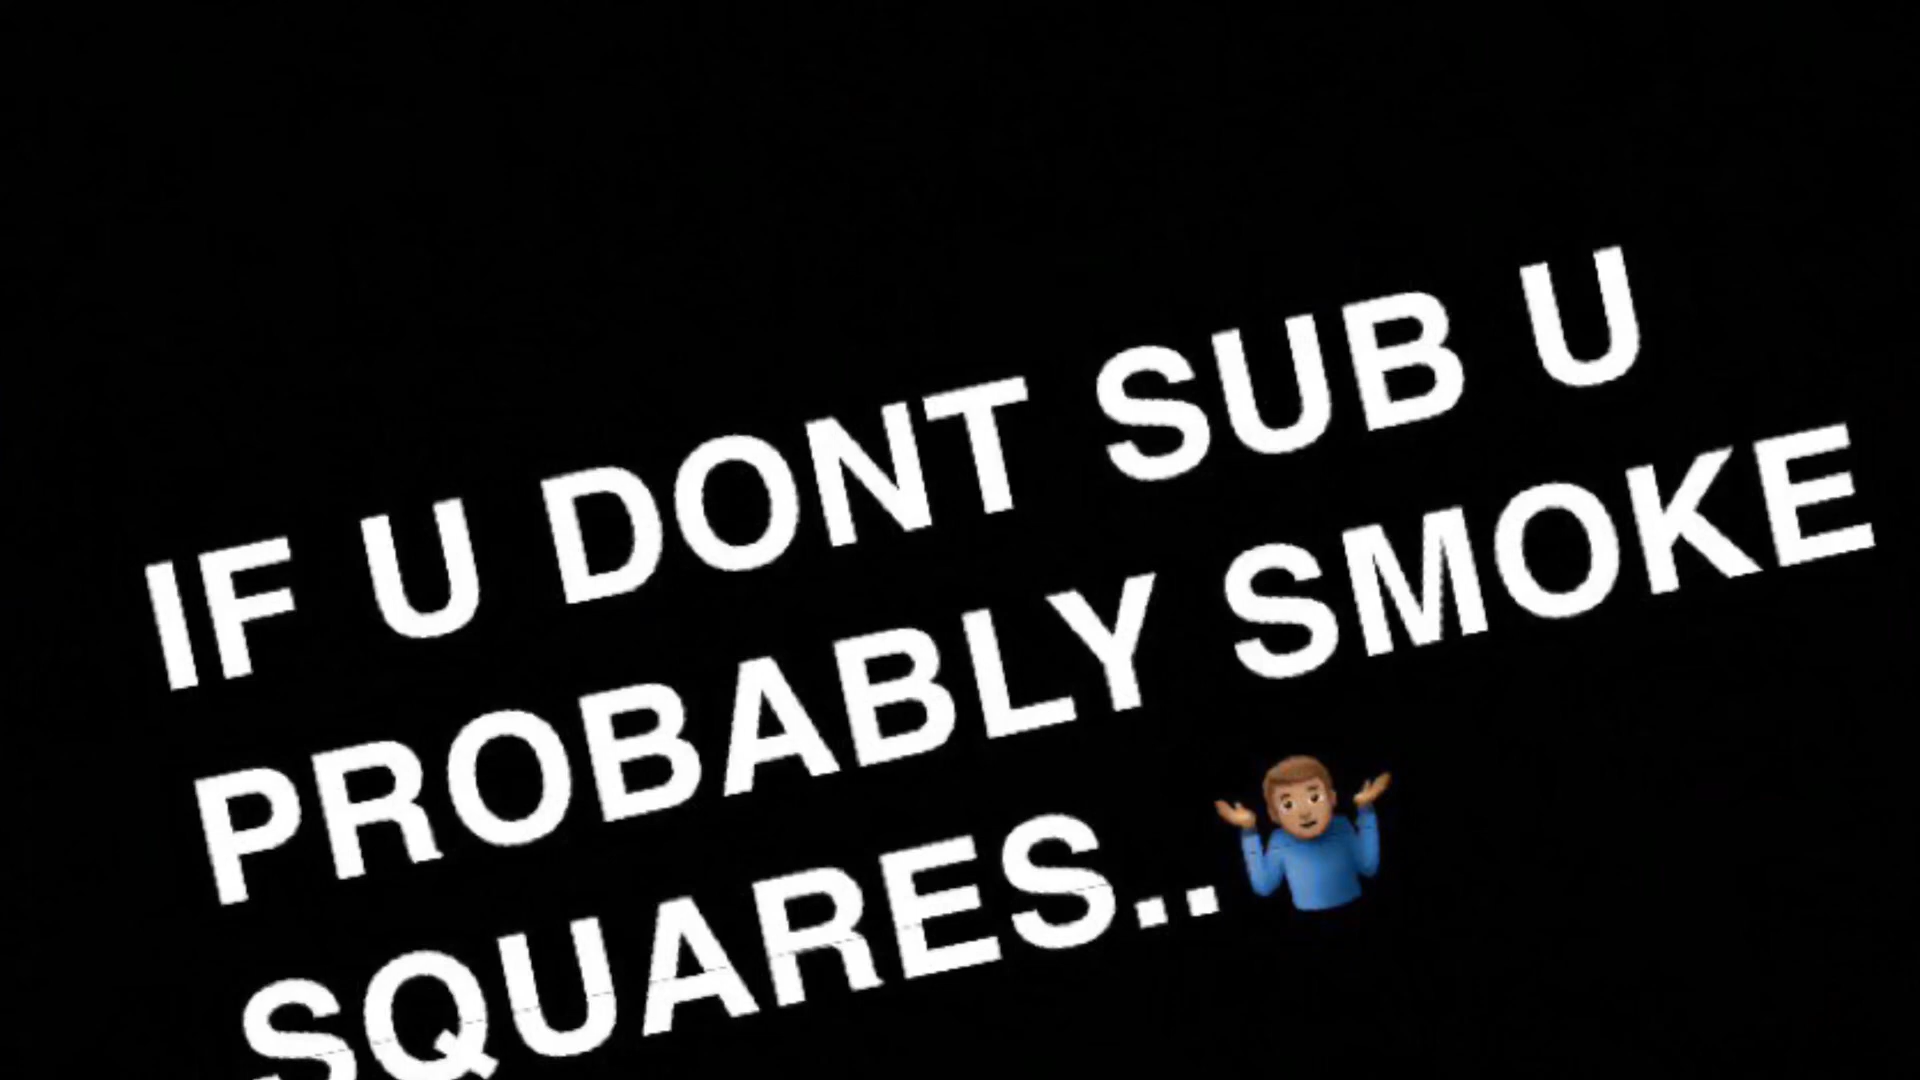 IF U DONT SUB U
PROBABLY SMOKE
SQUARES..🤷🏽‍♂️